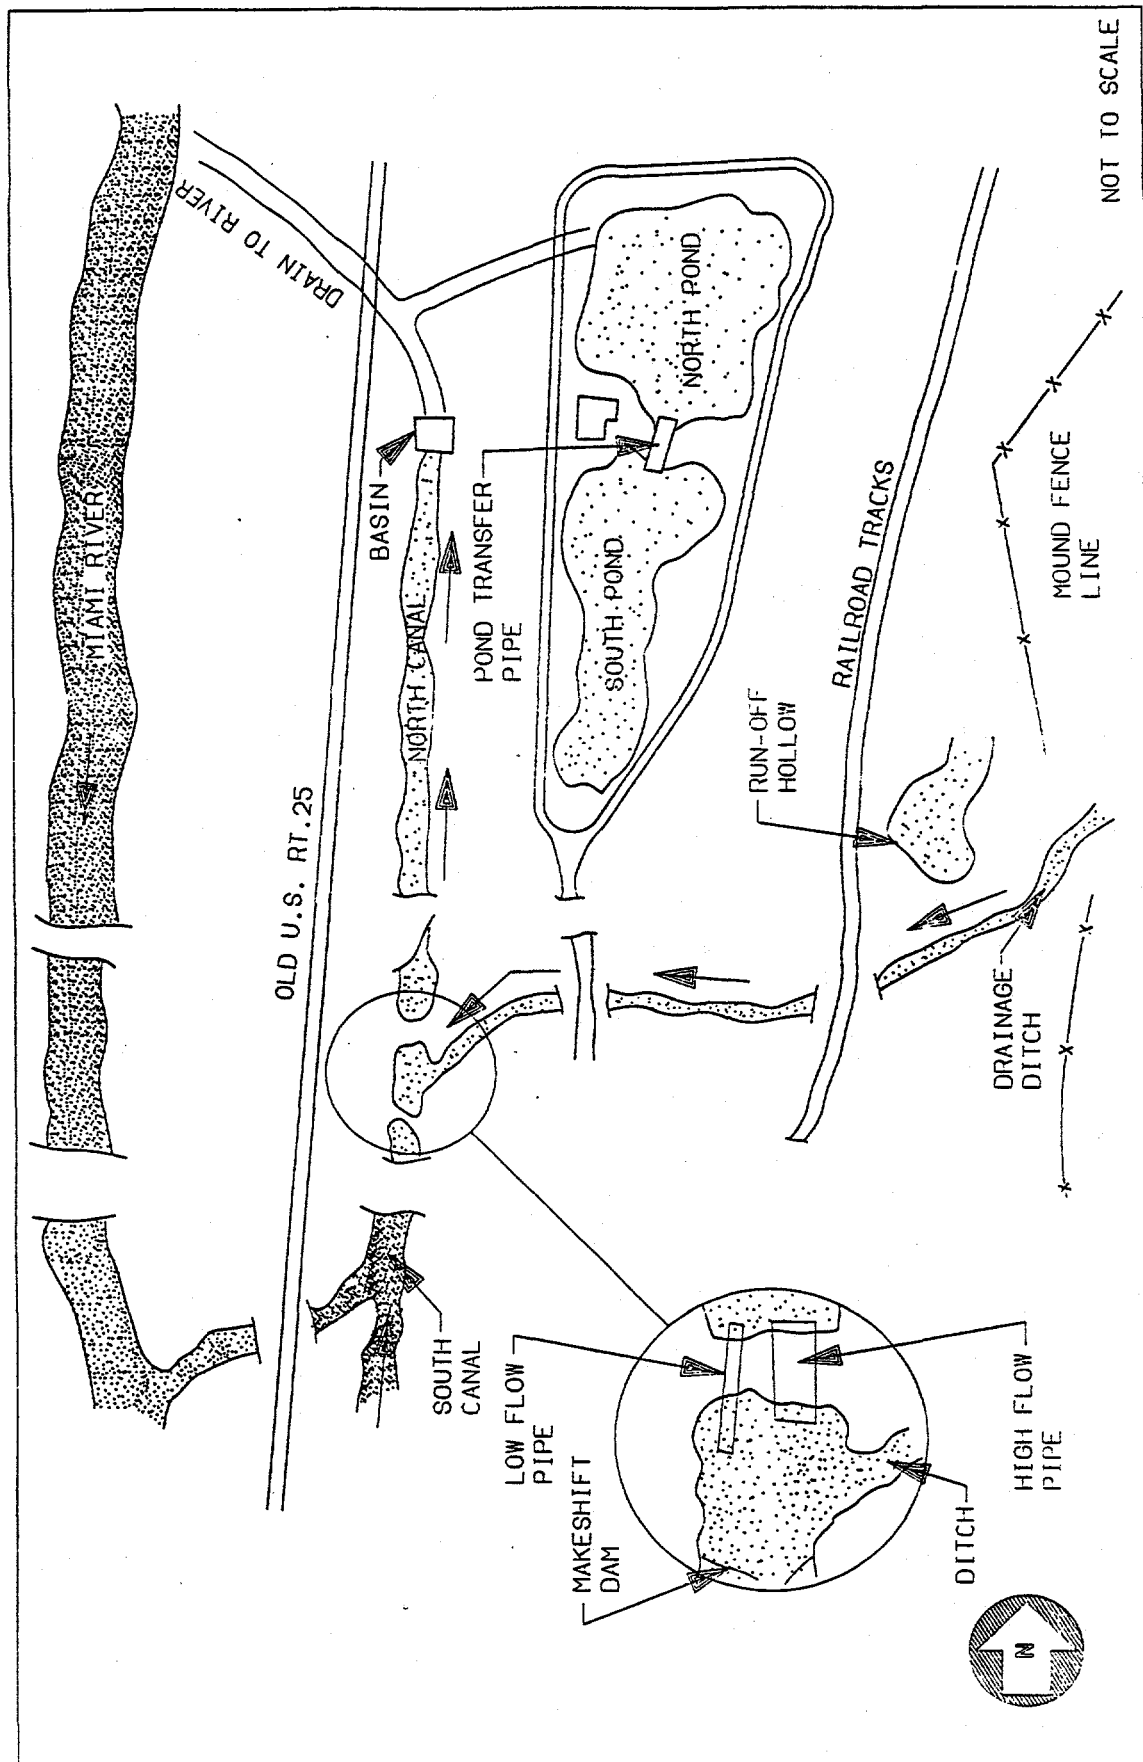 MIAMI RIVER
DRAIN TO RIVER
OLD U.S. RT.25
BASIN
NORTH CANAL
POND TRANSFER
PIPE
NORTH POND
SOUTH POND
RAILROAD TRACKS
RUN-OFF
HOLLOW
MOUND FENCE
LINE
DRAINAGE
DITCH
SOUTH
CANAL
LOW FLOW
PIPE
MAKESHIFT
DAM
DITCH
HIGH FLOW
PIPE
N
NOT TO SCALE